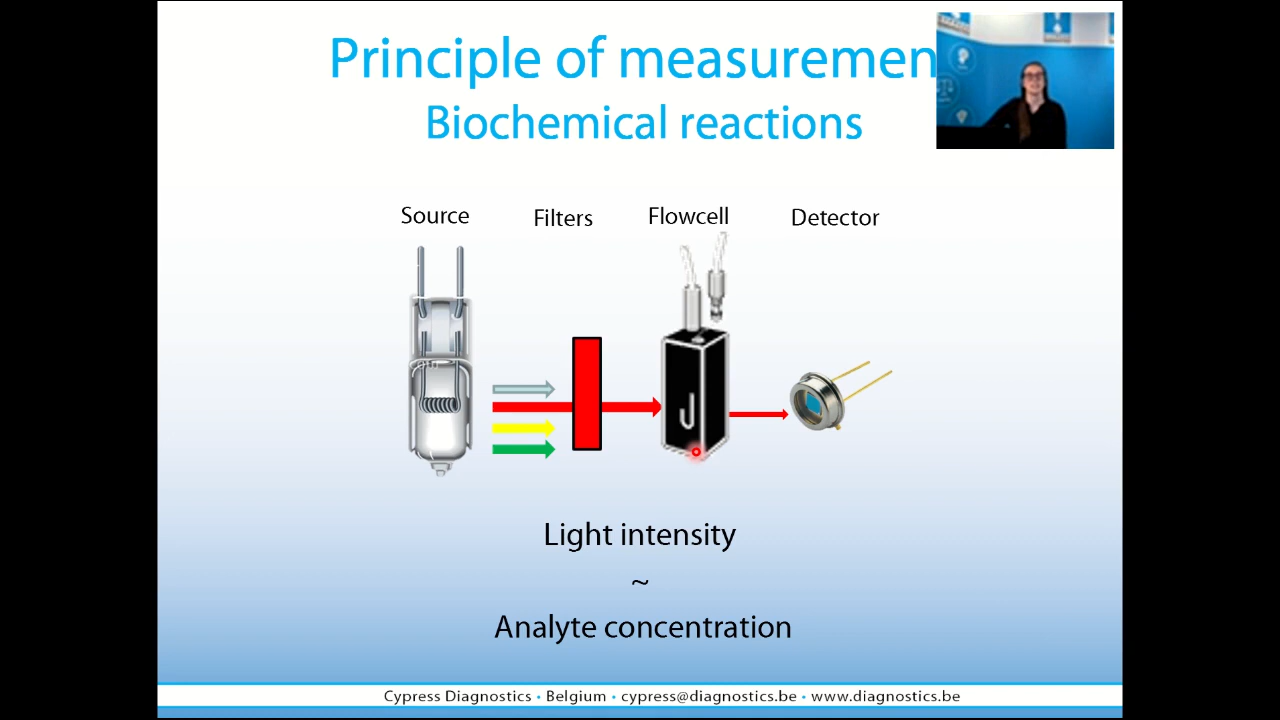 Principle of measuremen
Biochemical reactions
Source
Filters
Flowcell
Detector
Light intensity
~
Analyte concentration
Cypress Diagnostics • Belgium • cypress@diagnostics.be • www.diagnostics.be